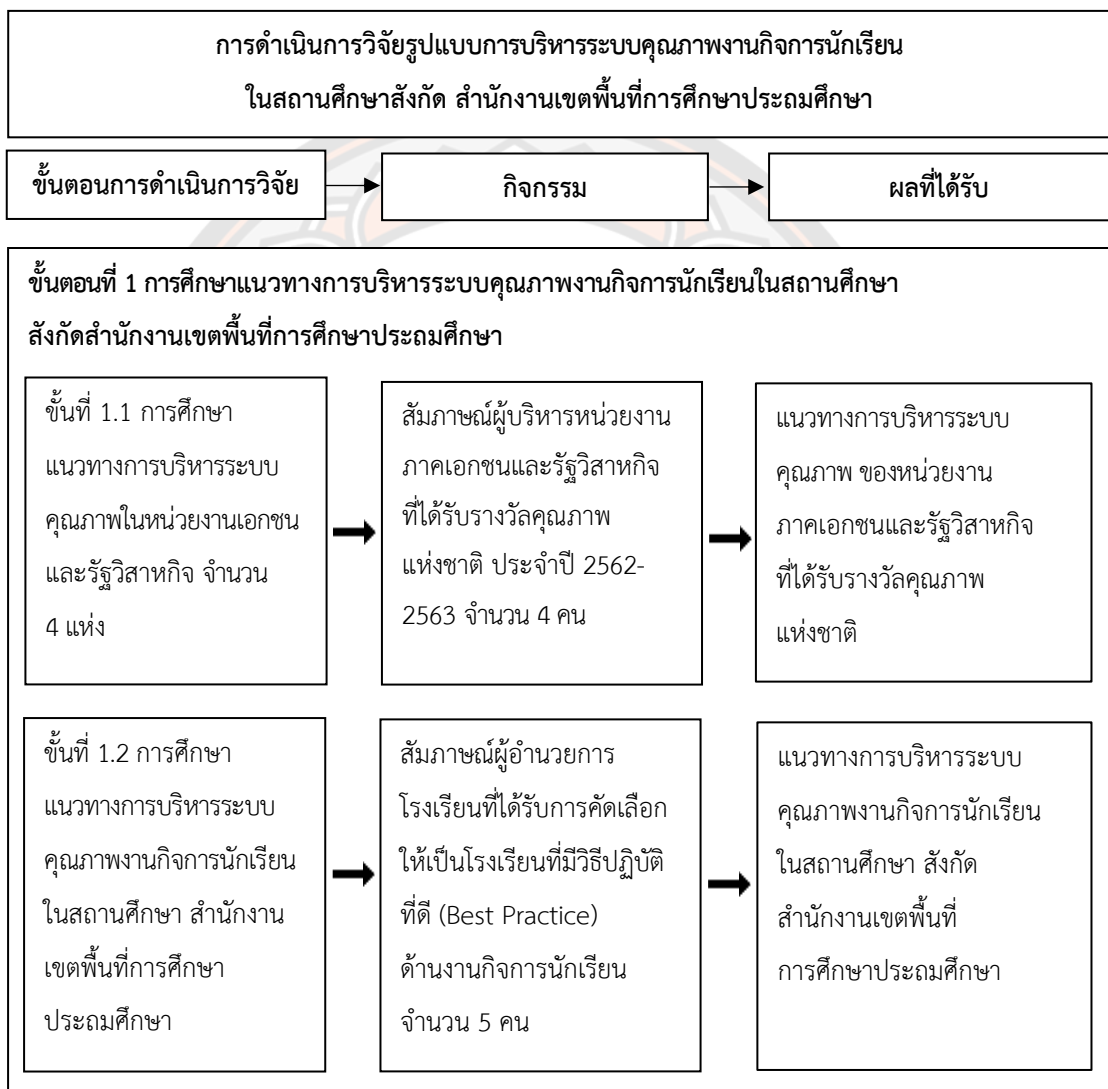 การดำเนินการวิจัยรูปแบบการบริหารระบบคุณภาพงานกิจการนักเรียน
ในสถานศึกษาสังกัด สำนักงานเขตพื้นที่การศึกษาประถมศึกษา
ขั้นตอนการดำเนินการวิจัย
กิจกรรม
ผลที่ได้รับ
ขั้นตอนที่ 1 การศึกษาแนวทางการบริหารระบบคุณภาพงานกิจการนักเรียนในสถานศึกษา
สังกัดสำนักงานเขตพื้นที่การศึกษาประถมศึกษา
ขั้นที่ 1.1 การศึกษา
แนวทางการบริหารระบบ
คุณภาพในหน่วยงานเอกชน
และรัฐวิสาหกิจ จำนวน
4 แห่ง
สัมภาษณ์ผู้บริหารหน่วยงาน
ภาคเอกชนและรัฐวิสาหกิจ
ที่ได้รับรางวัลคุณภาพ
แห่งชาติ ประจำปี 2562-
2563 จำนวน 4 คน
แนวทางการบริหารระบบ
คุณภาพ ของหน่วยงาน
ภาคเอกชนและรัฐวิสาหกิจ
ที่ได้รับรางวัลคุณภาพ
แห่งชาติ
ขั้นที่ 1.2 การศึกษา
แนวทางการบริหารระบบ
คุณภาพงานกิจการนักเรียน
ในสถานศึกษา สำนักงาน
เขตพื้นที่การศึกษา
ประถมศึกษา
สัมภาษณ์ผู้อำนวยการ
โรงเรียนที่ได้รับการคัดเลือก
ให้เป็นโรงเรียนที่มีวิธีปฏิบัติ
ที่ดี (Best Practice)
ด้านงานกิจการนักเรียน
จำนวน 5 คน
แนวทางการบริหารระบบ
คุณภาพงานกิจการนักเรียน
ในสถานศึกษา สังกัด
สำนักงานเขตพื้นที่
การศึกษาประถมศึกษา